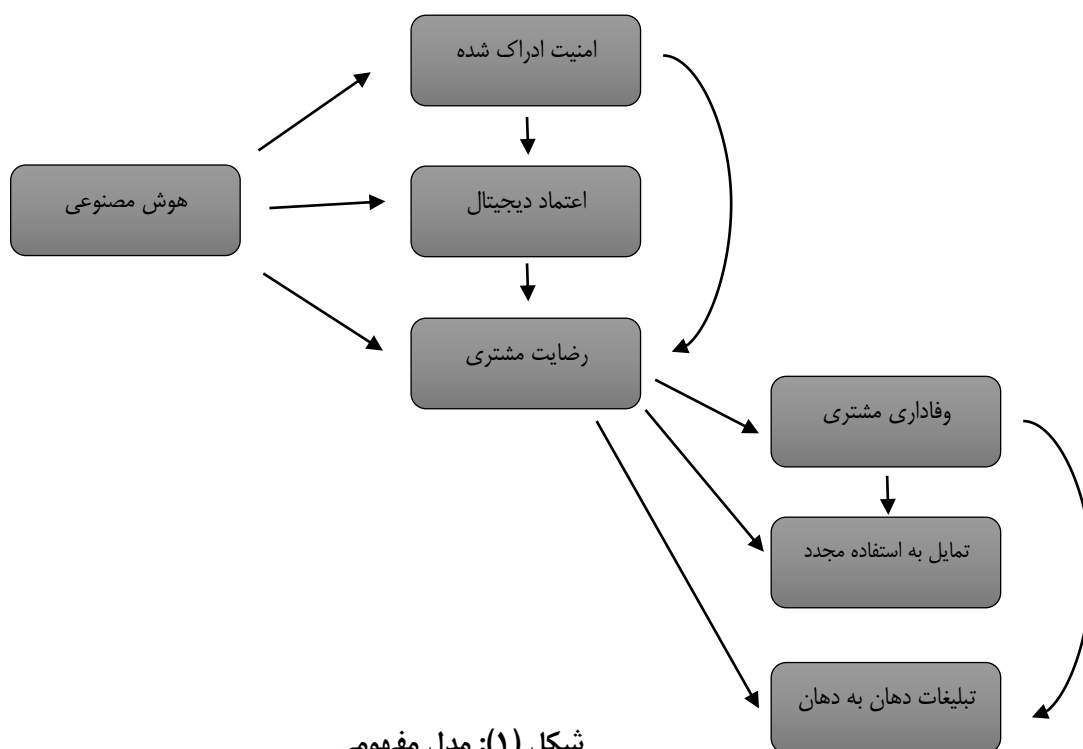 امنیت ادراک شده
هوش مصنوعی
اعتماد دیجیتال
رضایت مشتری
وفاداری مشتری
تمایل به استفاده مجدد
تبلیغات دهان به دهان
شکل (۱): مدل مفهومی